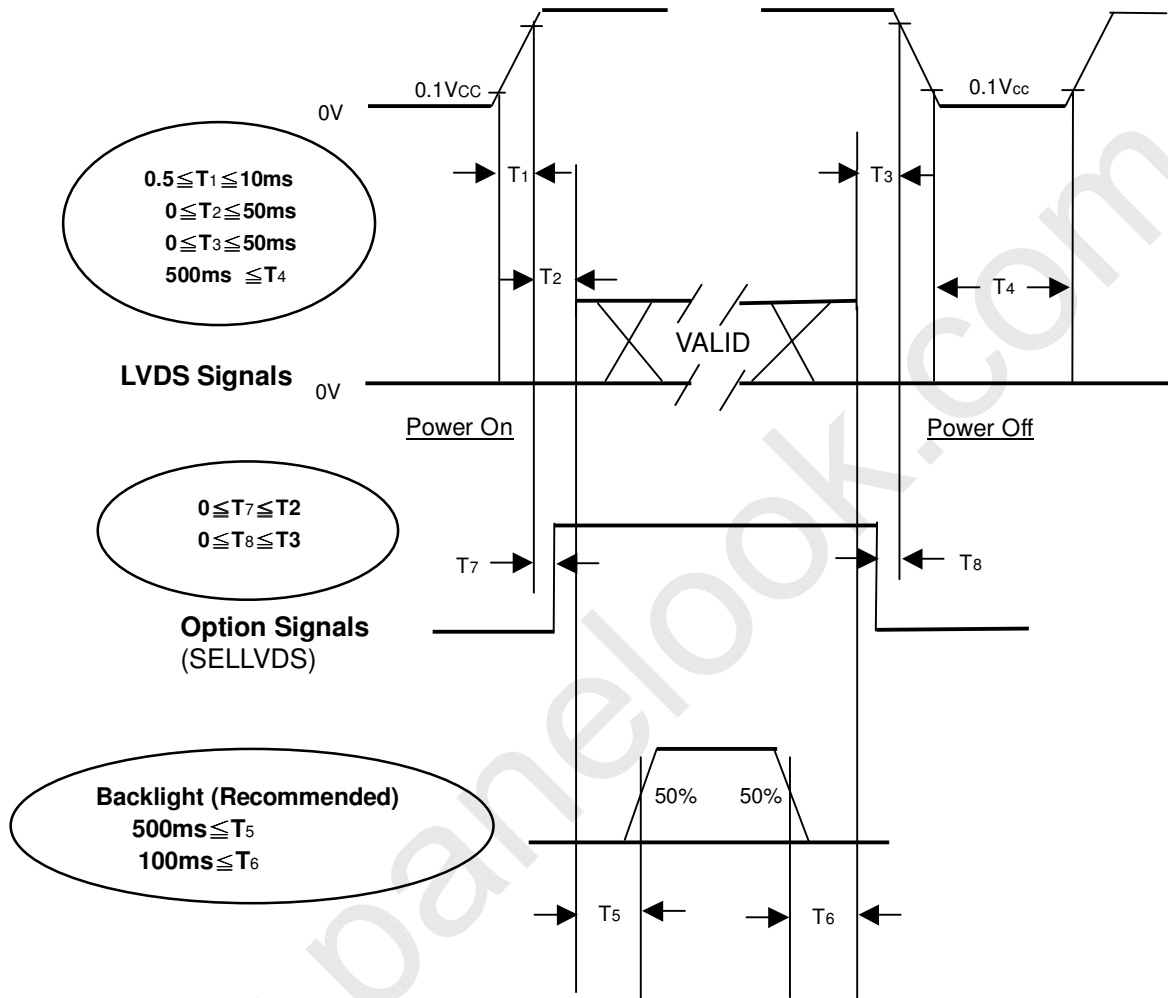 0.1VCC
0.1Vcc
0V
0.5≦T1≦10ms
0≦T2≦50ms
0≦T3≦50ms
500ms ≦T4
T1
T3
T2
T4
VALID
LVDS Signals
0V
Power On
Power Off
0≦T7≦T2
0≦T8≦T3
T7
T8
Option Signals
(SELLVDS)
Backlight (Recommended)
500ms≦T5
100ms≦T6
50%
50%
T5
T6
panelook.com